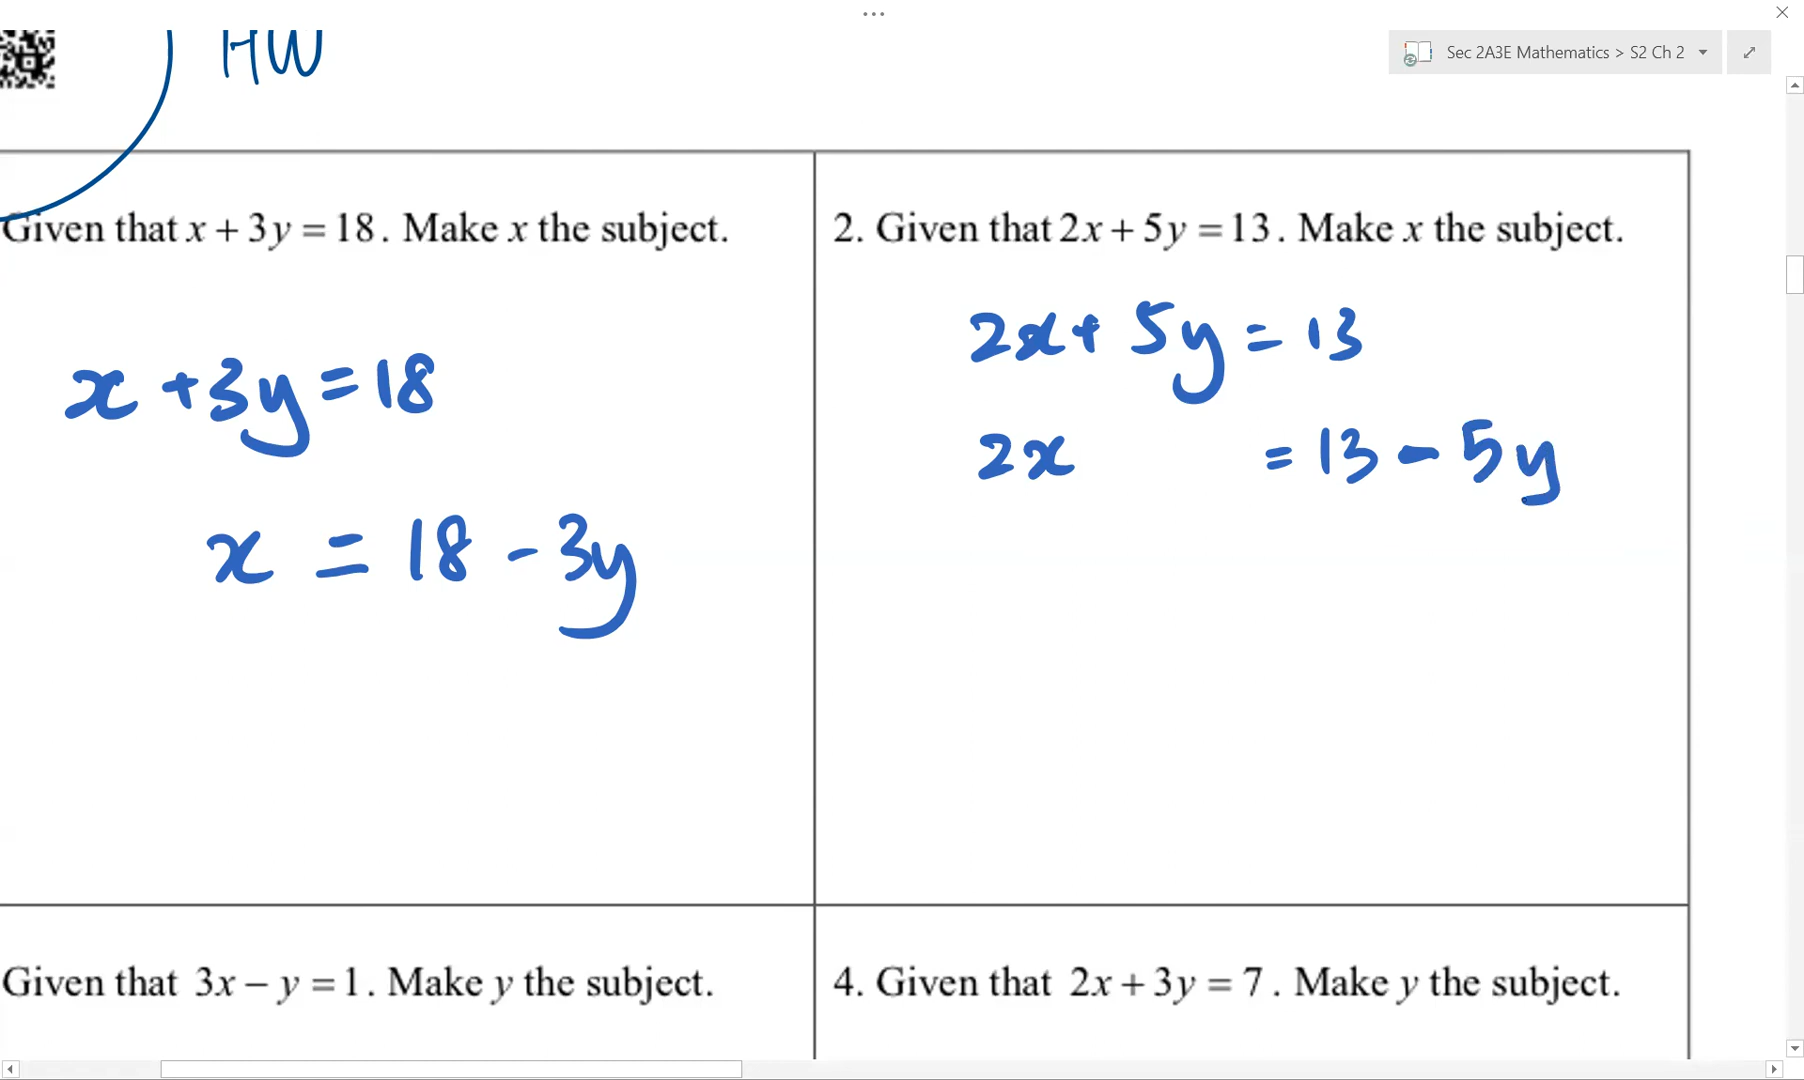 HW
Sec 2A3E Mathematics > S2 Ch 2
Given that x + 3y = 18. Make x the subject.
x + 3y = 18
x = 18 - 3y
2. Given that 2x + 5y = 13. Make x the subject.
2x + 5y = 13
2x = 13 - 5y
Given that 3x − y = 1. Make y the subject.
4. Given that 2x + 3y = 7. Make y the subject.